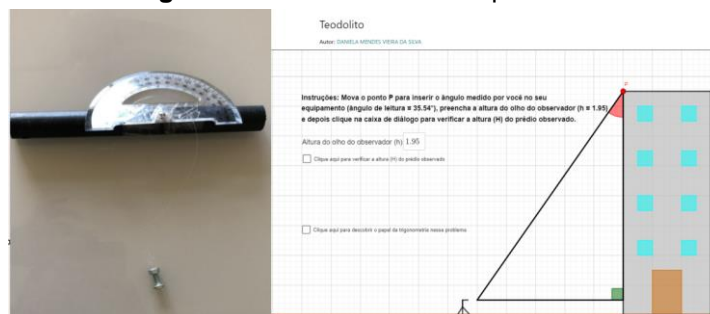 Teodolito
Autor: DANIELA MENDES VIEIRA DA SILVA
Instruções: Mova o ponto P para inserir o ângulo medido por você no seu
equipamento (ângulo de leitura = 35.54°), preencha a altura do olho do observador (h = 1.95)
e depois clique na caixa de diálogo para verificar a altura (H) do prédio observado.
Altura do olho do observador (h) 1.95
Clique aqui para verificar a altura (H) do prédio observado
Clique aqui para descobrir o papel da trigonometria nesse problema